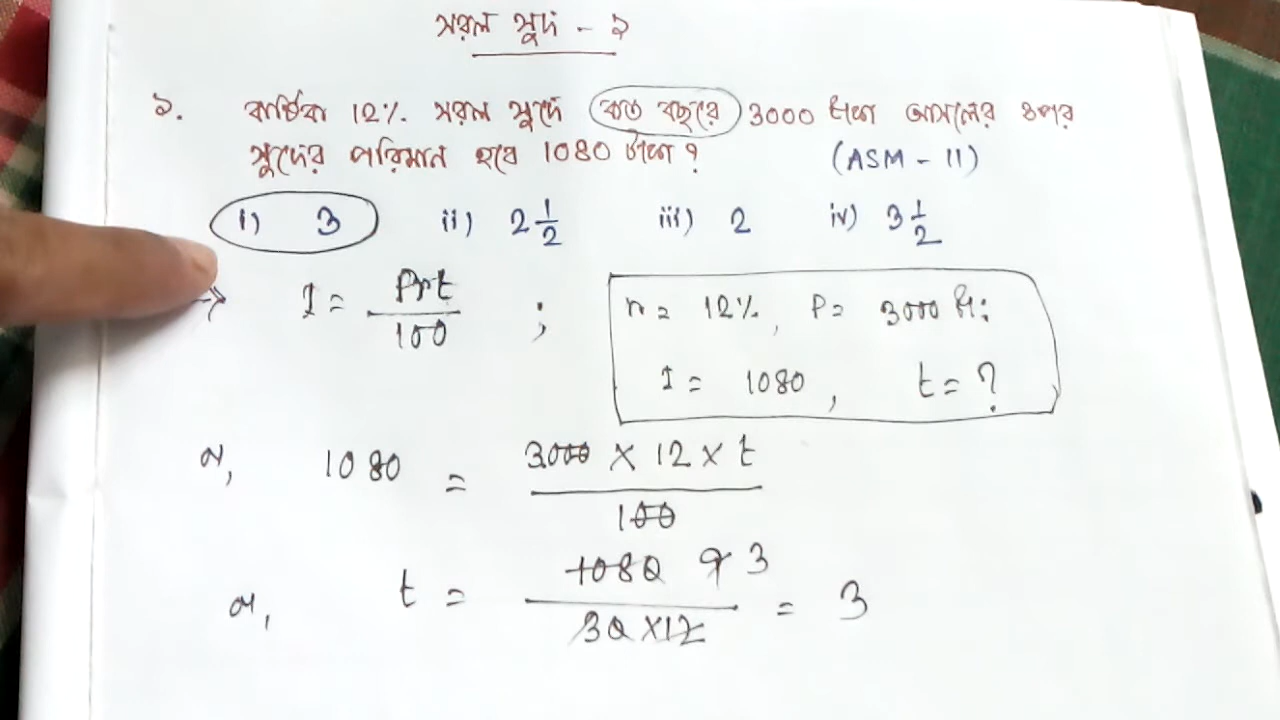 সরল সুদ - ১
১. বার্ষিক 12%. সরল সুদে কত বছরে 3000 টাকা আসলের ওপর
সুদের পরিমান হবে 1080 টাকা? (ASM - 11)
i) 3 ii) 2 1/2 iii) 2 iv) 3 1/2
→ I = Prt/100 ; r = 12%, P = 3000 টা:
I = 1080, t = ?
বা, 1080 = 3000 × 12 × t / 100
বা, t = 1080 9 3 / 30 × 12 = 3